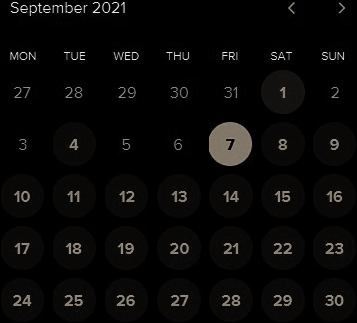 September 2021
MON TUE WED THU FRI SAT SUN
27 28 29 30 31 1 2
3 4 5 6 7 8 9
10 11 12 13 14 15 16
17 18 19 20 21 22 23
24 25 26 27 28 29 30